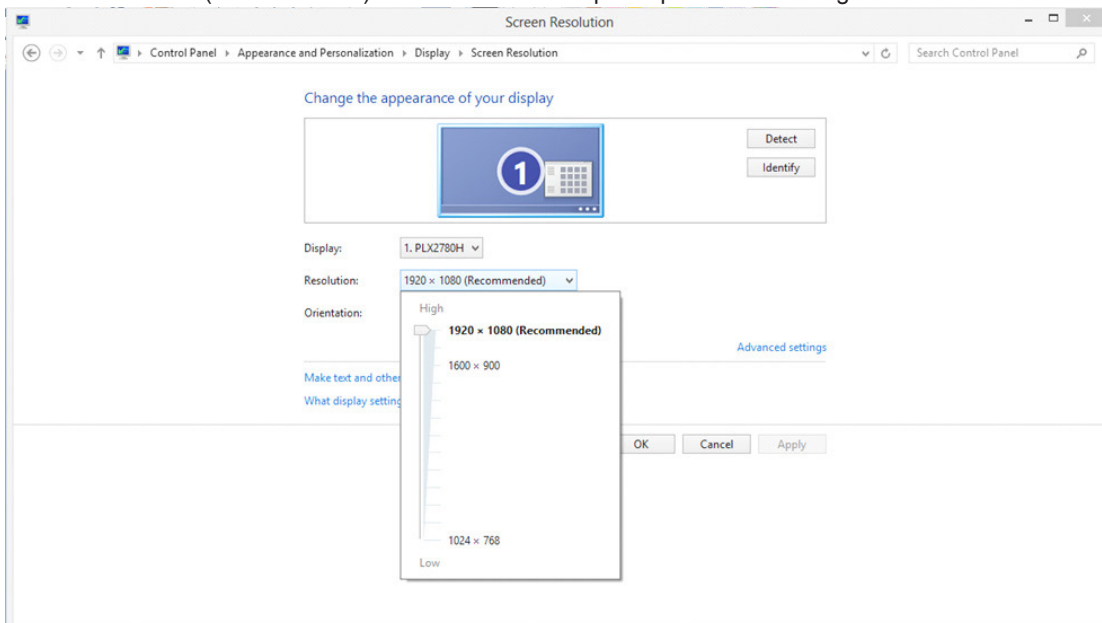 Screen Resolution
Control Panel Appearance and Personalization Display Screen Resolution
Search Control Panel
Change the appearance of your display
1
Detect
Identify
Display: 1. PLX2780H
Resolution: 1920 × 1080 (Recommended)
Orientation:
High
1920 × 1080 (Recommended)
1600 × 900
1024 × 768
Low
Advanced settings
Make text and other
What display setting
OK Cancel Apply